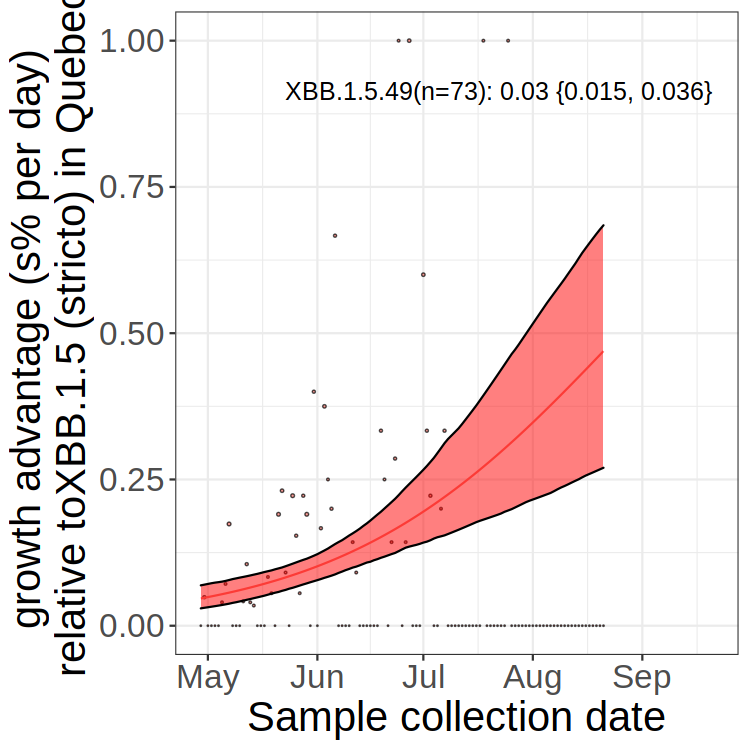 growth advantage (s% per day)
relative toXBB.1.5 (stricto) in Quebec
1.00
XBB.1.5.49(n=73): 0.03 {0.015, 0.036}
0.75
0.50
0.25
0.00
May Jun Jul Aug Sep
Sample collection date